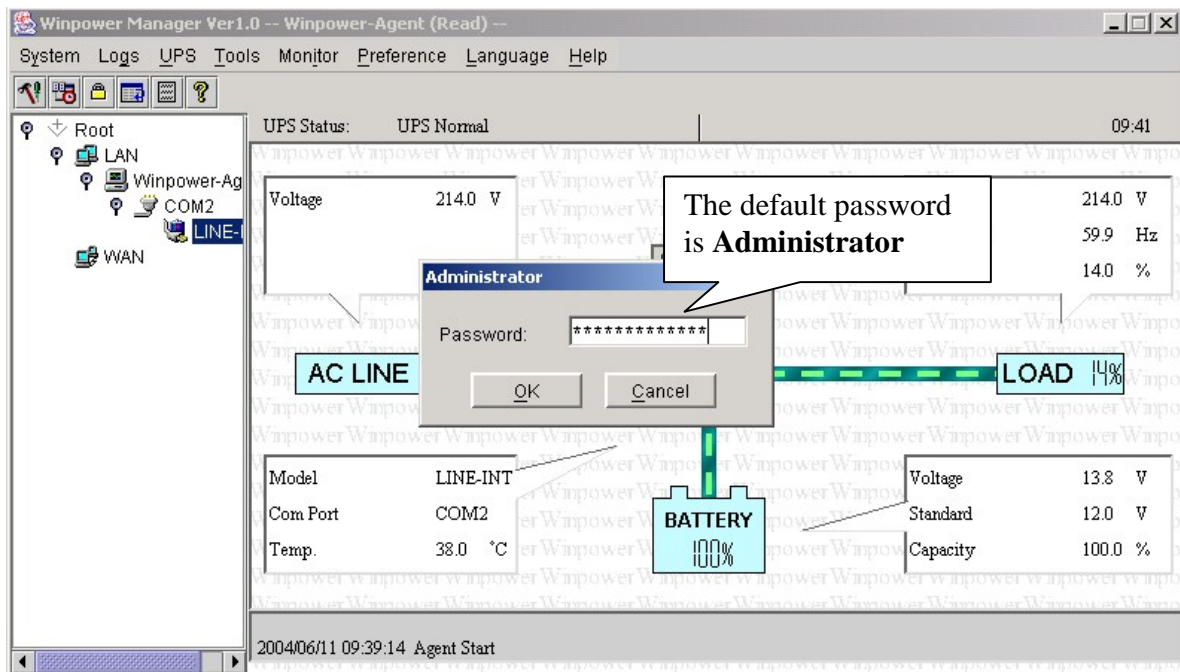 Winpower Manager Ver1.0 -- Winpower-Agent (Read) --
System Logs UPS Tools Monitor Preference Language Help
Root
LAN
Winpower-Ag
COM2
LINE-I
WAN
UPS Status: UPS Normal 09:41
Voltage 214.0 V
The default password
is Administrator
214.0 V
59.9 Hz
14.0 %
Administrator
Password: *************
OK Cancel
AC LINE
LOAD 14%
Model LINE-INT
Com Port COM2
Temp. 38.0 °C
BATTERY
100%
Voltage 13.8 V
Standard 12.0 V
Capacity 100.0 %
2004/06/11 09:39:14 Agent Start